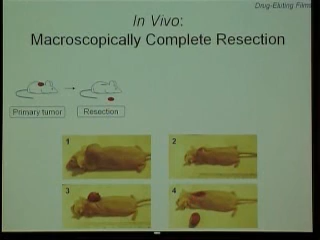 Drug-Eluting Films
In Vivo:
Macroscopically Complete Resection
Primary tumor
Resection
1
2
3
4